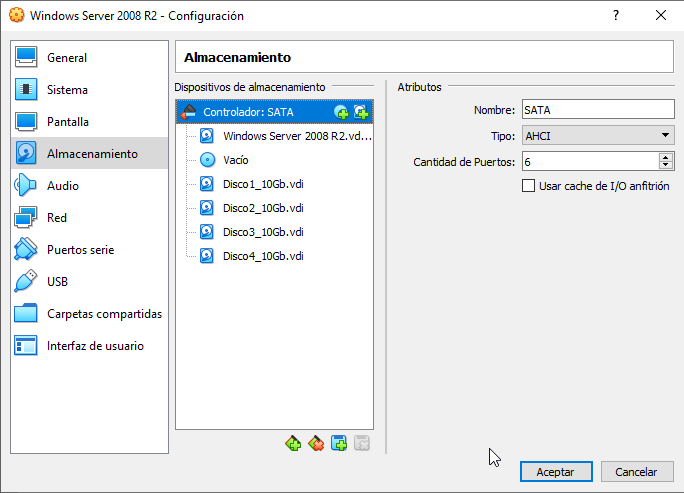 Windows Server 2008 R2 - Configuración
?
General
Sistema
Pantalla
Almacenamiento
Audio
Red
Puertos serie
USB
Carpetas compartidas
Interfaz de usuario
Almacenamiento
Dispositivos de almacenamiento
Controlador: SATA
Windows Server 2008 R2.vd...
Vacío
Disco1_10Gb.vdi
Disco2_10Gb.vdi
Disco3_10Gb.vdi
Disco4_10Gb.vdi
Atributos
Nombre: SATA
Tipo: AHCI
Cantidad de Puertos: 6
Usar cache de I/O anfitrión
Aceptar
Cancelar